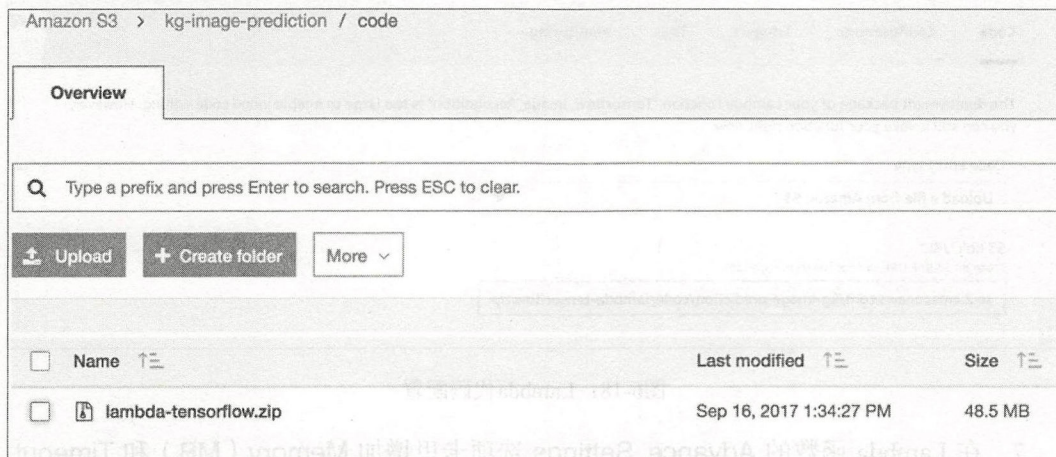 Amazon S3 > kg-image-prediction / code
Overview
Type a prefix and press Enter to search. Press ESC to clear.
Upload + Create folder More
Name Last modified Size
lambda-tensorflow.zip Sep 16, 2017 1:34:27 PM 48.5 MB